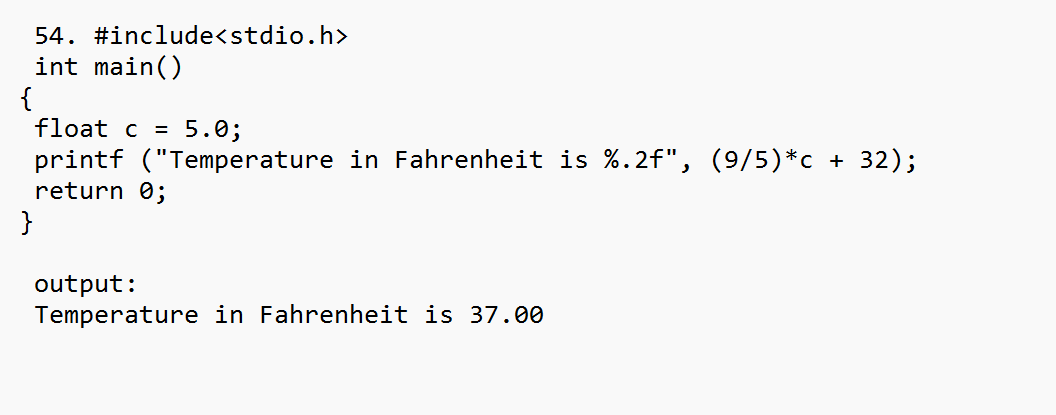 54. #include<stdio.h>
int main()
{
float c = 5.0;
printf ("Temperature in Fahrenheit is %.2f", (9/5)*c + 32);
return 0;
}
output:
Temperature in Fahrenheit is 37.00